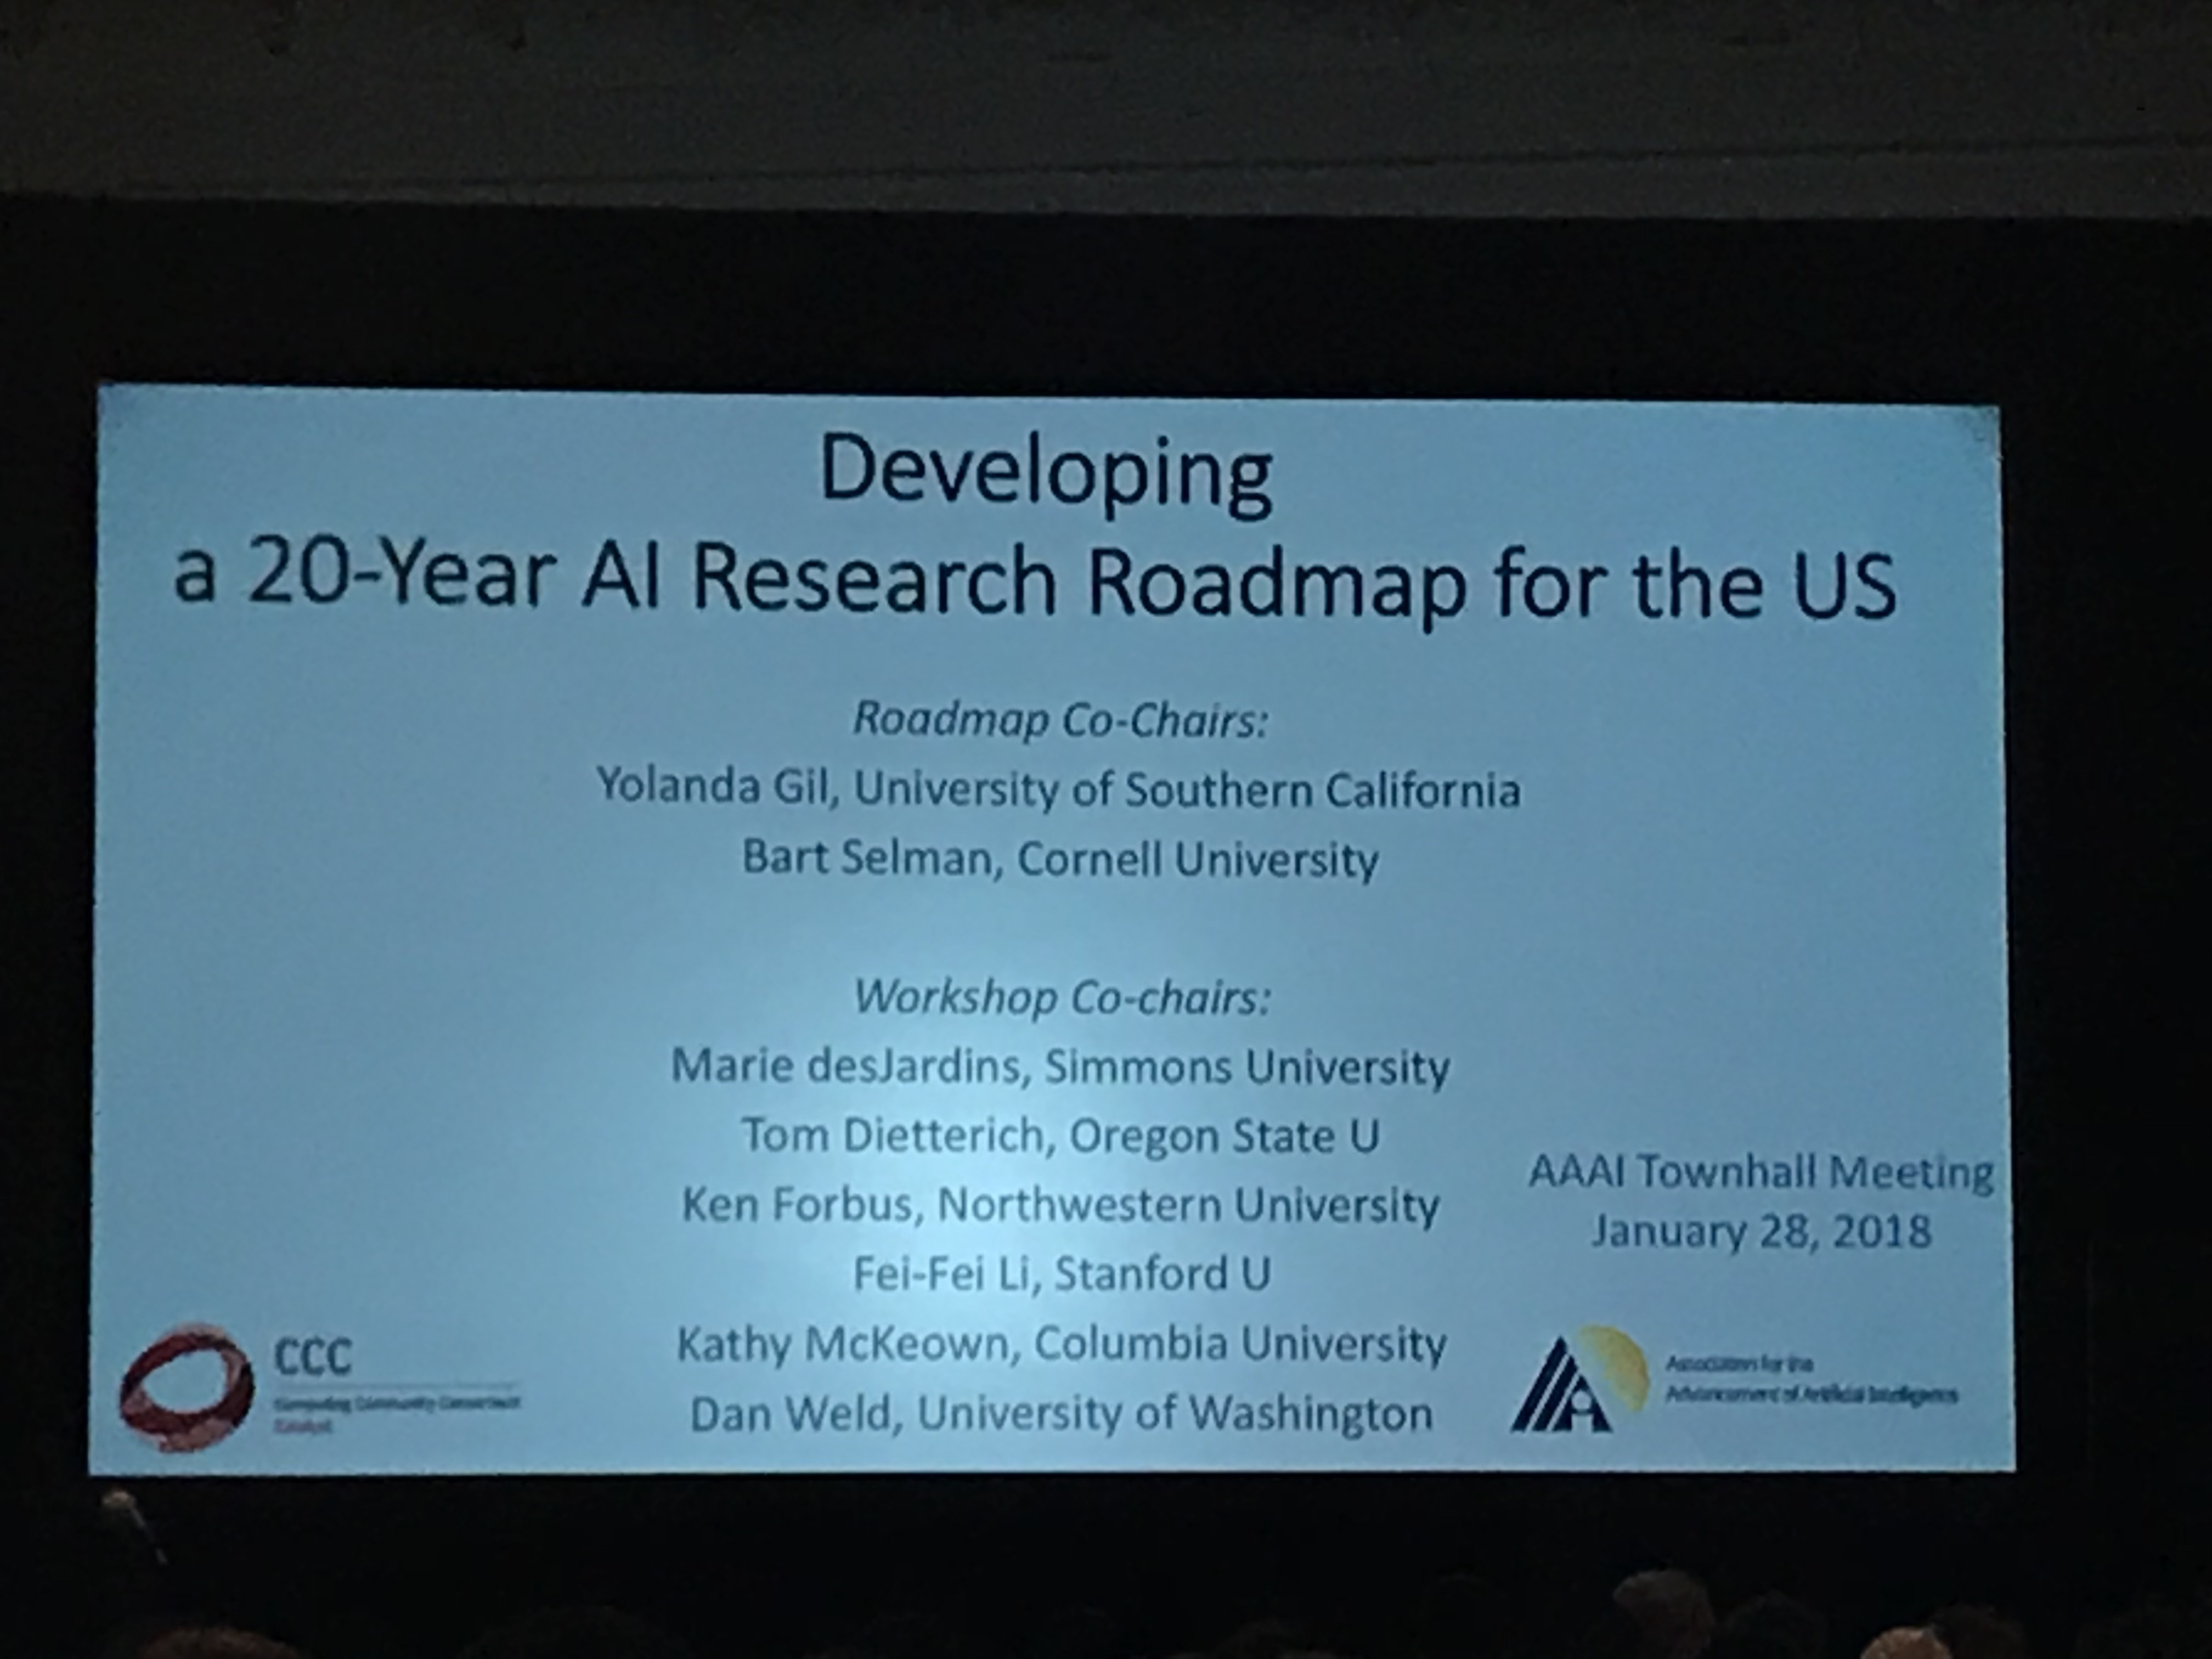 Developing
a 20-Year AI Research Roadmap for the US
Roadmap Co-Chairs:
Yolanda Gil, University of Southern California
Bart Selman, Cornell University
Workshop Co-chairs:
Marie desJardins, Simmons University
Tom Dietterich, Oregon State U
Ken Forbus, Northwestern University
Fei-Fei Li, Stanford U
Kathy McKeown, Columbia University
Dan Weld, University of Washington
AAAI Townhall Meeting
January 28, 2018
CCC
Computing Community Consortium
Catalyst
Association for the
Advancement of Artificial Intelligence